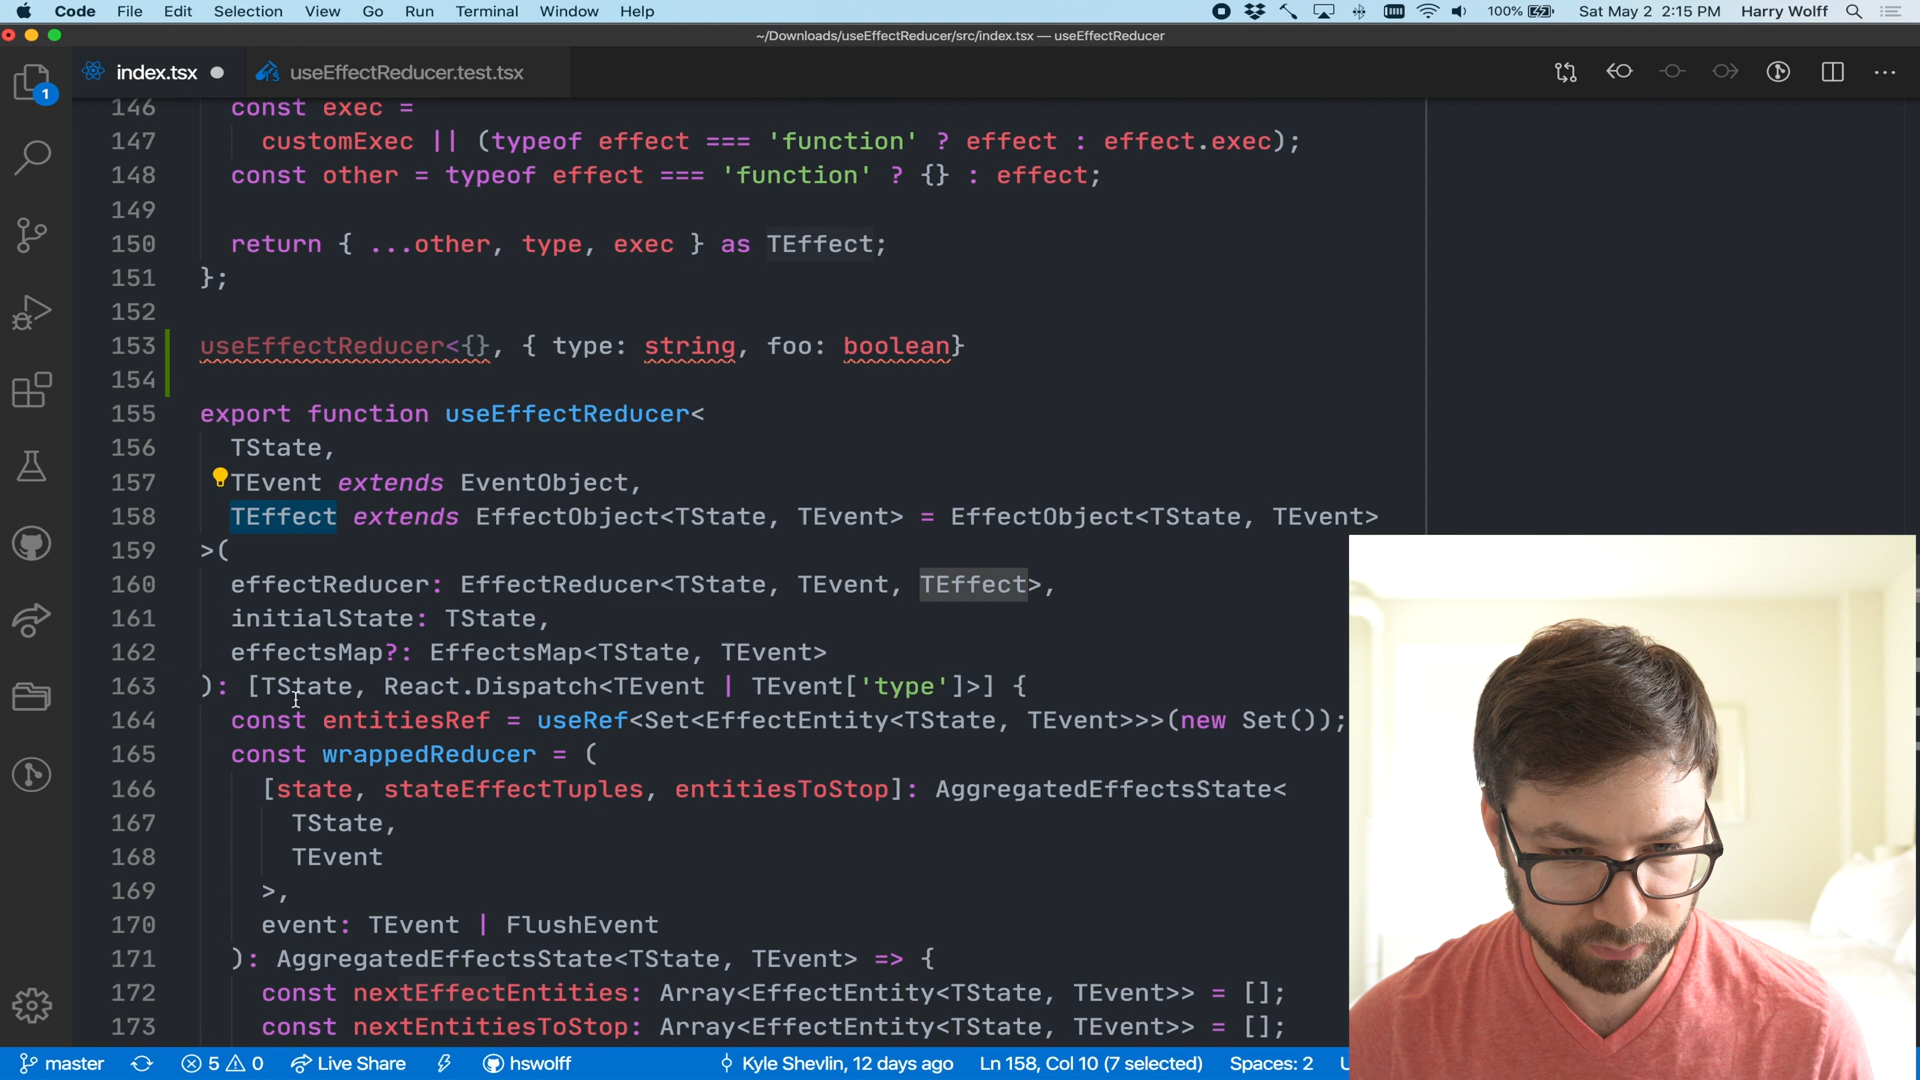 Code File Edit Selection View Go Run Terminal Window Help 100% Sat May 2 2:15 PM Harry Wolff
~/Downloads/useEffectReducer/src/index.tsx — useEffectReducer
index.tsx useEffectReducer.test.tsx
1
146 const exec =
147 customExec || (typeof effect === 'function' ? effect : effect.exec);
148 const other = typeof effect === 'function' ? {} : effect;
149
150 return { ...other, type, exec } as TEffect;
151 };
152
153 useEffectReducer<{}, { type: string, foo: boolean}
154
155 export function useEffectReducer<
156 TState,
157 TEvent extends EventObject,
158 TEffect extends EffectObject<TState, TEvent> = EffectObject<TState, TEvent>
159 >(
160 effectReducer: EffectReducer<TState, TEvent, TEffect>,
161 initialState: TState,
162 effectsMap?: EffectsMap<TState, TEvent>
163 ): [TState, React.Dispatch<TEvent | TEvent['type']>] {
164 const entitiesRef = useRef<Set<EffectEntity<TState, TEvent>>>(new Set());
165 const wrappedReducer = (
166 [state, stateEffectTuples, entitiesToStop]: AggregatedEffectsState<
167 TState,
168 TEvent
169 >,
170 event: TEvent | FlushEvent
171 ): AggregatedEffectsState<TState, TEvent> => {
172 const nextEffectEntities: Array<EffectEntity<TState, TEvent>> = [];
173 const nextEntitiesToStop: Array<EffectEntity<TState, TEvent>> = [];
master 5 0 Live Share hswolff Kyle Shevlin, 12 days ago Ln 158, Col 10 (7 selected) Spaces: 2